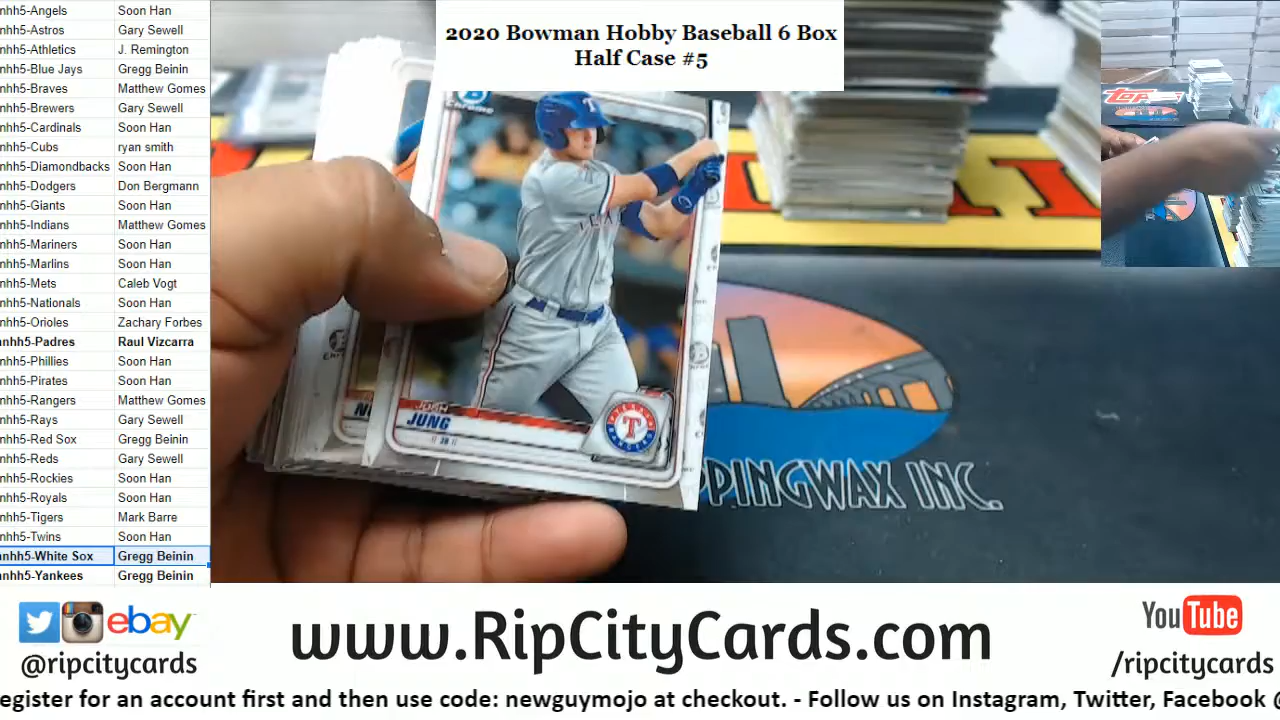 nhh5-Angels Soon Han
nhh5-Astros Gary Sewell
nhh5-Athletics J. Remington
nhh5-Blue Jays Gregg Beinin
nhh5-Braves Matthew Gomes
nhh5-Brewers Gary Sewell
nhh5-Cardinals Soon Han
nhh5-Cubs ryan smith
nhh5-Diamondbacks Soon Han
nhh5-Dodgers Don Bergmann
nhh5-Giants Soon Han
nhh5-Indians Matthew Gomes
nhh5-Mariners Soon Han
nhh5-Marlins Soon Han
nhh5-Mets Caleb Vogt
nhh5-Nationals Soon Han
nhh5-Orioles Zachary Forbes
nhh5-Padres Raul Vizcarra
nhh5-Phillies Soon Han
nhh5-Pirates Soon Han
nhh5-Rangers Matthew Gomes
nhh5-Rays Gary Sewell
nhh5-Red Sox Gregg Beinin
nhh5-Reds Gary Sewell
nhh5-Rockies Soon Han
nhh5-Royals Soon Han
nhh5-Tigers Mark Barre
nhh5-Twins Soon Han
nhh5-White Sox Gregg Beinin
nhh5-Yankees Gregg Beinin
2020 Bowman Hobby Baseball 6 Box
Half Case #5
Chrome
JOSH
JUNG
3B
T
RANGERS
PPINGWAX INC.
Topps
ebay
@ripcitycards
www.RipCityCards.com
YouTube
/ripcitycards
egister for an account first and then use code: newguymojo at checkout. - Follow us on Instagram, Twitter, Facebook @